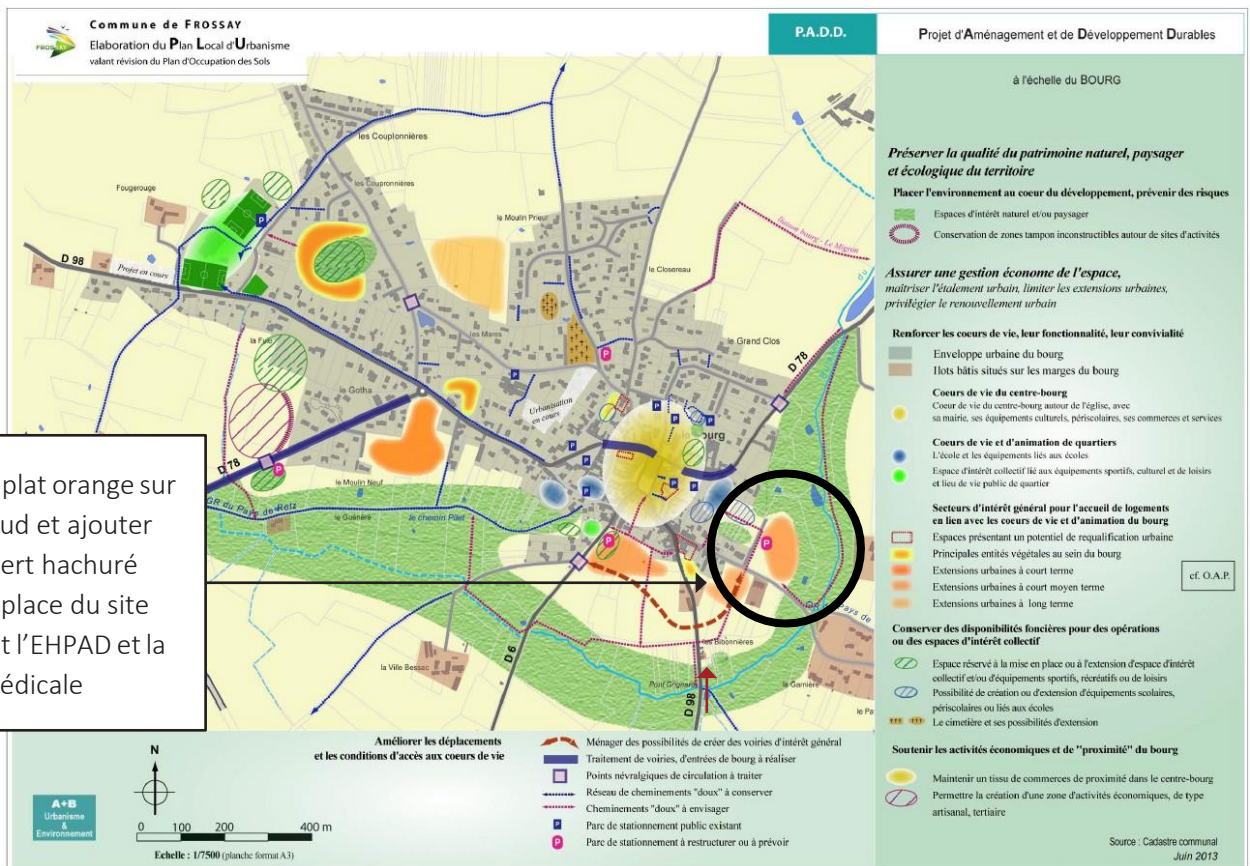 Commune de FROSSAY
Elaboration du Plan Local d'Urbanisme
valant révision du Plan d'Occupation des Sols
FROSSAY
P.A.D.D.
Projet d'Aménagement et de Développement Durables
à l'échelle du BOURG
Préserver la qualité du patrimoine naturel, paysager
et écologique du territoire
Placer l'environnement au coeur du développement, prévenir des risques
Espaces d'intérêt naturel et/ou paysager
Conservation de zones tampon inconstructibles autour de sites d'activités
Assurer une gestion économe de l'espace,
maîtriser l'étalement urbain, limiter les extensions urbaines,
privilégier le renouvellement urbain
Renforcer les coeurs de vie, leur fonctionnalité, leur convivialité
Enveloppe urbaine du bourg
Ilots bâtis situés sur les marges du bourg
Coeurs de vie du centre-bourg
Coeur de vie du centre-bourg autour de l'église, avec
sa mairie, ses équipements culturels, périscolaires, ses commerces et services
Coeurs de vie et d'animation de quartiers
L'école et les équipements liés aux écoles
Espace d'intérêt collectif lié aux équipements sportifs, culturel et de loisirs
et lieu de vie public de quartier
Secteurs d'intérêt général pour l'accueil de logements
en lien avec les coeurs de vie et d'animation du bourg
Espaces présentant un potentiel de requalification urbaine
Principales entités végétales au sein du bourg
Extensions urbaines à court terme
Extensions urbaines à court moyen terme
Extensions urbaines à long terme
cf. O.A.P.
Conserver des disponibilités foncières pour des opérations
ou des espaces d'intérêt collectif
Espace réservé à la mise en place ou à l'extension d'espace d'intérêt
collectif et/ou d'équipements sportifs, récréatifs ou de loisirs
Possibilité de création ou d'extension d'équipements scolaires,
périscolaires ou liés aux écoles
Le cimetière et ses possibilités d'extension
Soutenir les activités économiques et de "proximité" du bourg
Maintenir un tissu de commerces de proximité dans le centre-bourg
Permettre la création d'une zone d'activités économiques, de type
artisanal, tertiaire
Source : Cadastre communal
Juin 2013
les Couplonnières
Fougerouge
les Coupronnières
le Moulin Prieur
Liaison bourg - Le Migron
D 98
Projet en cours
P
le Closereau
du
la Ville
les Mares
P
le Grand Clos
le Gotha
P
D 78
Urbanisation
en cours
P
P
P
P
P
P
ourg
D 78
P
P
P
P
P
le Moulin Neuf
GR du Pays de Retz
la Guénère
le chemin Pilet
P
P
GR
Pays de
les Bibonnières
la Ville Bessac
D 6
Pont Grignena
D 98
la Garnière
le Pa
plat orange sur
ud et ajouter
ert hachuré
place du site
t l'EHPAD et la
édicale
Améliorer les déplacements
et les conditions d'accès aux coeurs de vie
Ménager des possibilités de créer des voiries d'intérêt général
Traitement de voiries, d'entrées de bourg à réaliser
Points névralgiques de circulation à traiter
Réseau de cheminements "doux" à conserver
Cheminements "doux" à envisager
P Parc de stationnement public existant
P Parc de stationnement à restructurer ou à prévoir
A+B
Urbanisme
&
Environnement
N
0 100 200 400 m
Echelle : 1/7500 (planche format A3)